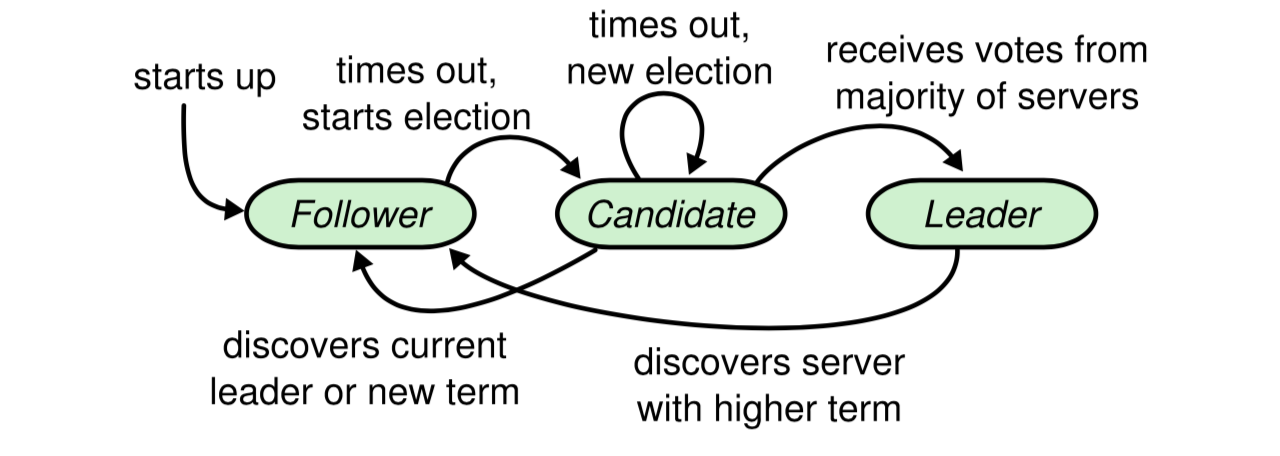 starts up
times out,
starts election
times out,
new election
receives votes from
majority of servers
Follower
Candidate
Leader
discovers current
leader or new term
discovers server
with higher term